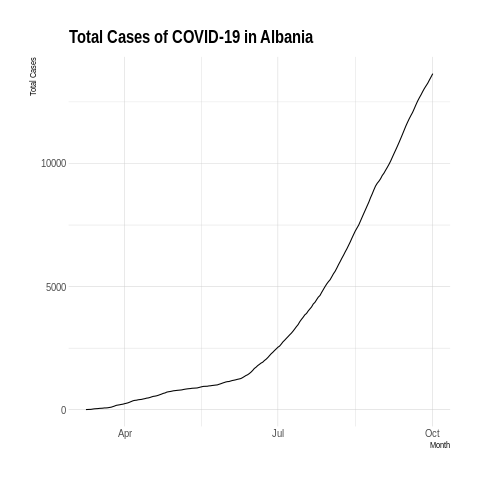 Total Cases of COVID-19 in Albania
Total Cases
10000
5000
0
Apr Jul Oct
Month